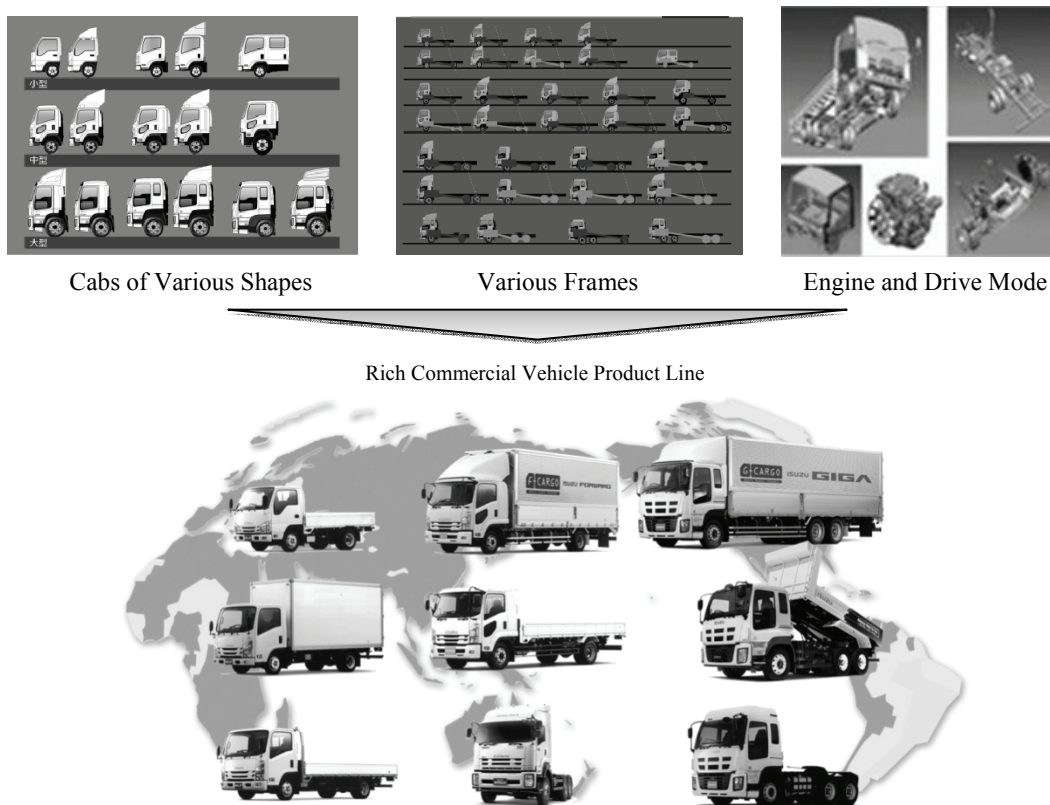 小型
中型
大型
Cabs of Various Shapes
Various Frames
Engine and Drive Mode
Rich Commercial Vehicle Product Line
F-CARGO
ISUZU FORWARD
G-CARGO
ISUZU GIGA